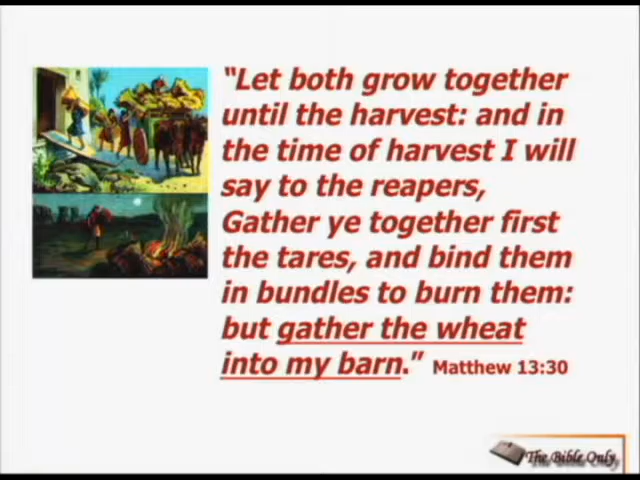 “Let both grow together
until the harvest: and in
the time of harvest I will
say to the reapers,
Gather ye together first
the tares, and bind them
in bundles to burn them:
but gather the wheat
into my barn.” Matthew 13:30
The Bible Only